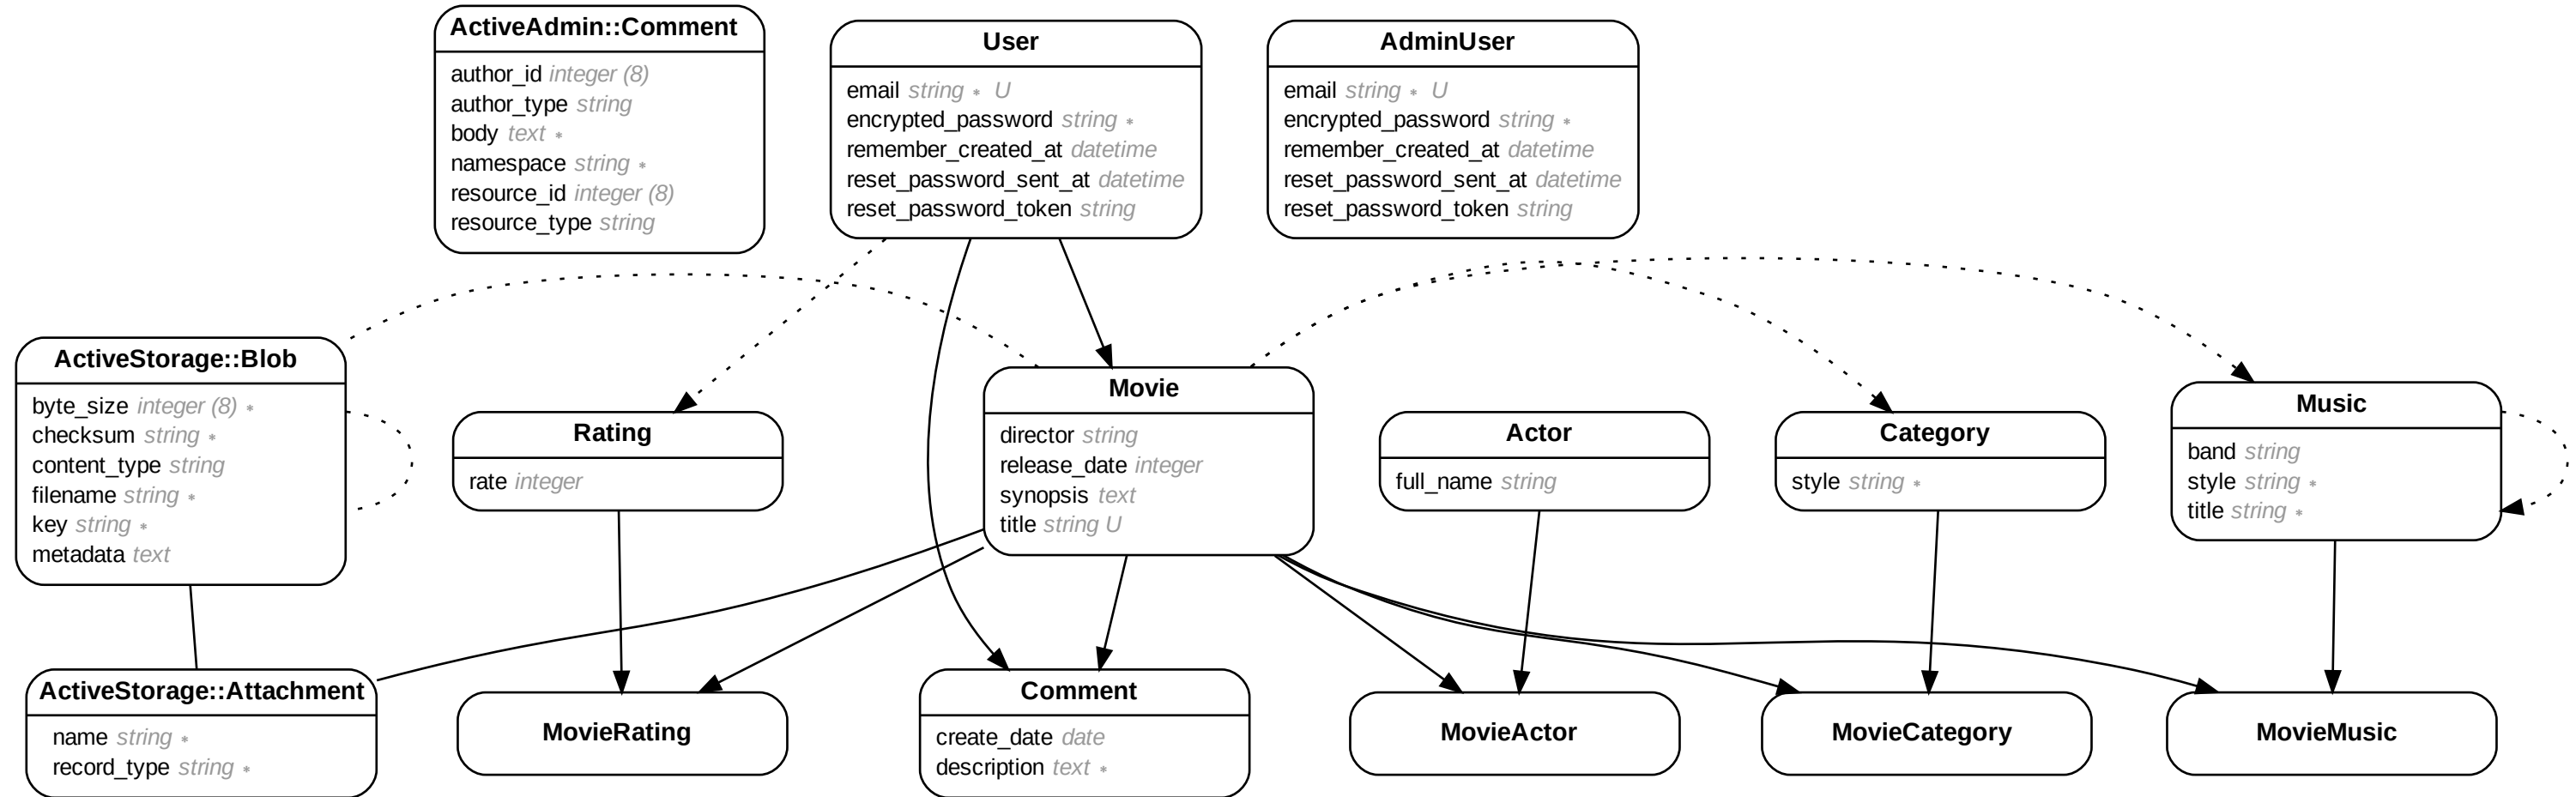 ActiveAdmin::Comment
author_id integer (8)
author_type string
body text *
namespace string *
resource_id integer (8)
resource_type string
User
email string * U
encrypted_password string *
remember_created_at datetime
reset_password_sent_at datetime
reset_password_token string
AdminUser
email string * U
encrypted_password string *
remember_created_at datetime
reset_password_sent_at datetime
reset_password_token string
ActiveStorage::Blob
byte_size integer (8) *
checksum string *
content_type string
filename string *
key string *
metadata text
Rating
rate integer
Movie
director string
release_date integer
synopsis text
title string U
Actor
full_name string
Category
style string *
Music
band string
style string *
title string *
ActiveStorage::Attachment
name string *
record_type string *
MovieRating
Comment
create_date date
description text *
MovieActor
MovieCategory
MovieMusic